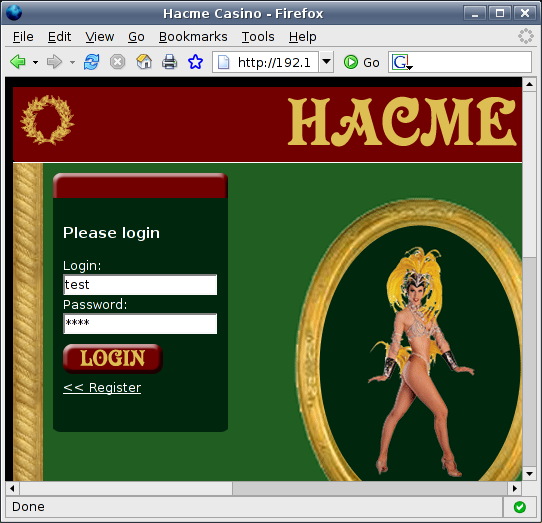 Hacme Casino - Firefox
File Edit View Go Bookmarks Tools Help
http://192.1 Go G
HACME
Please login
Login:
test
Password:
****
LOGIN
<< Register
Done